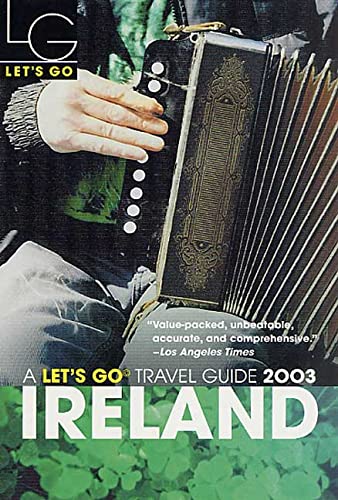 LG
LET'S GO
"Value-packed, unbeatable,
accurate, and comprehensive."
–Los Angeles Times
A LET'S GO© TRAVEL GUIDE 2003
IRELAND